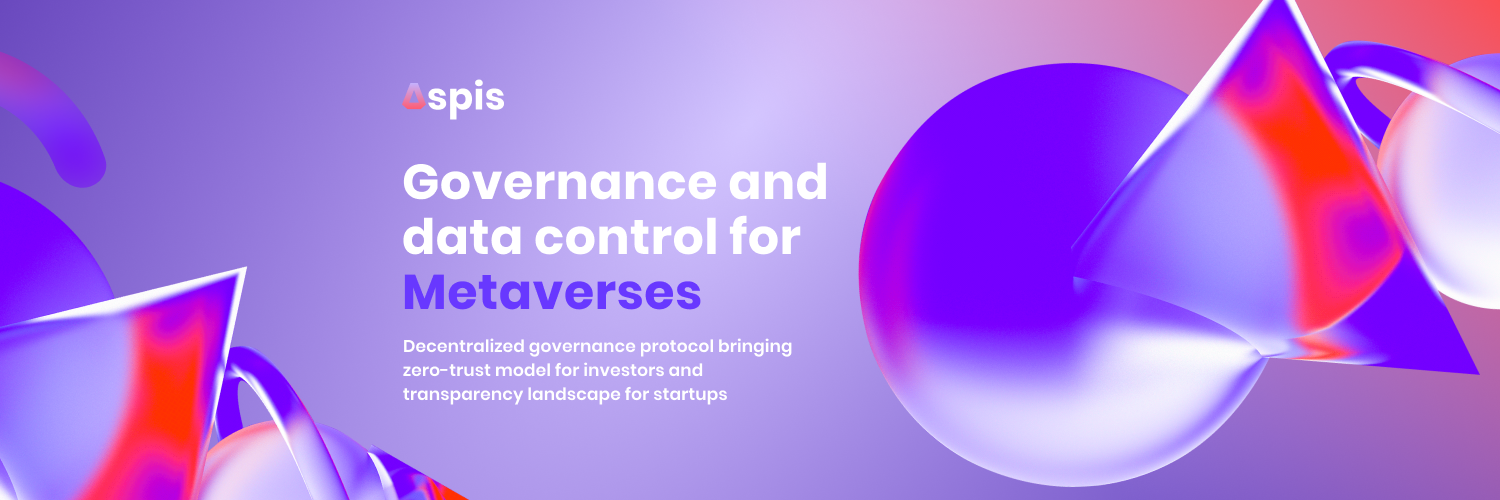 Aspis
Governance and
data control for
Metaverses
Decentralized governance protocol bringing
zero-trust model for investors and
transparency landscape for startups